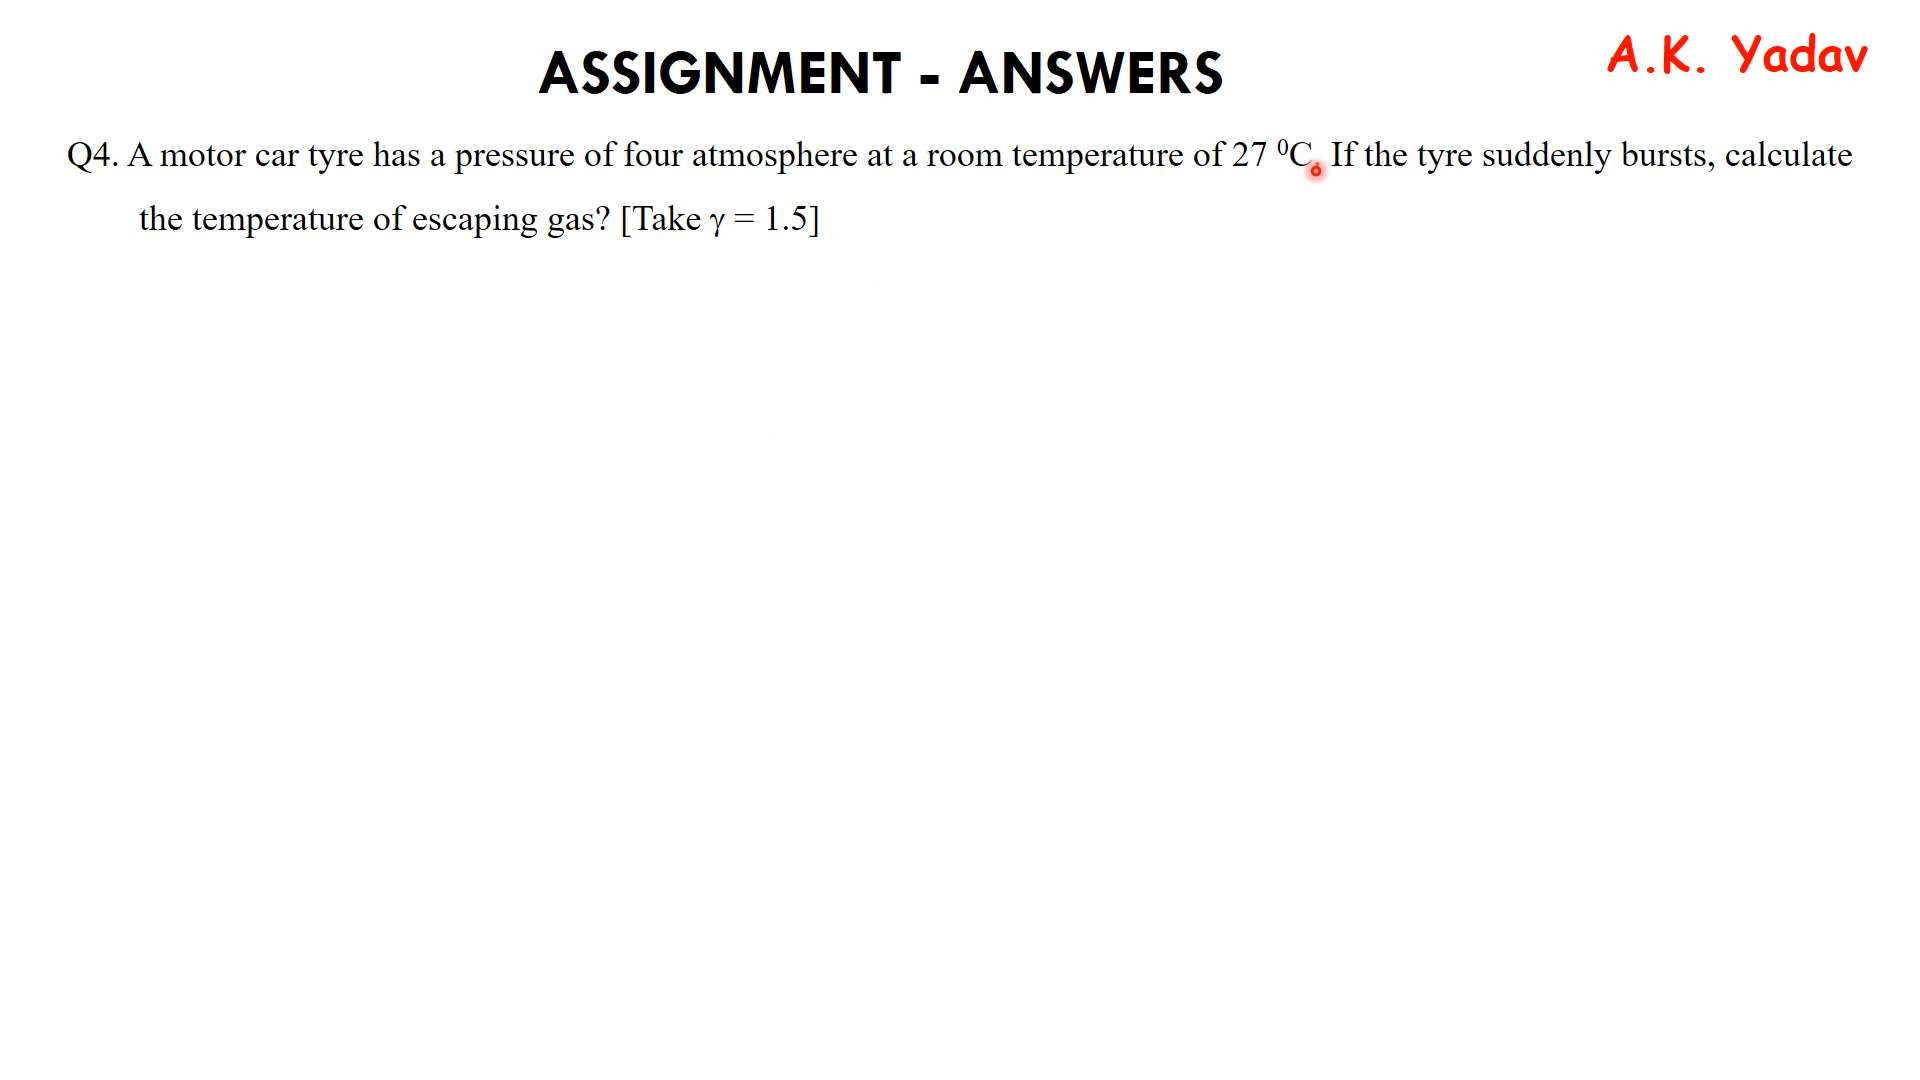 ASSIGNMENT - ANSWERS
A.K. Yadav
Q4. A motor car tyre has a pressure of four atmosphere at a room temperature of 27 ⁰C. If the tyre suddenly bursts, calculate
the temperature of escaping gas? [Take γ = 1.5]